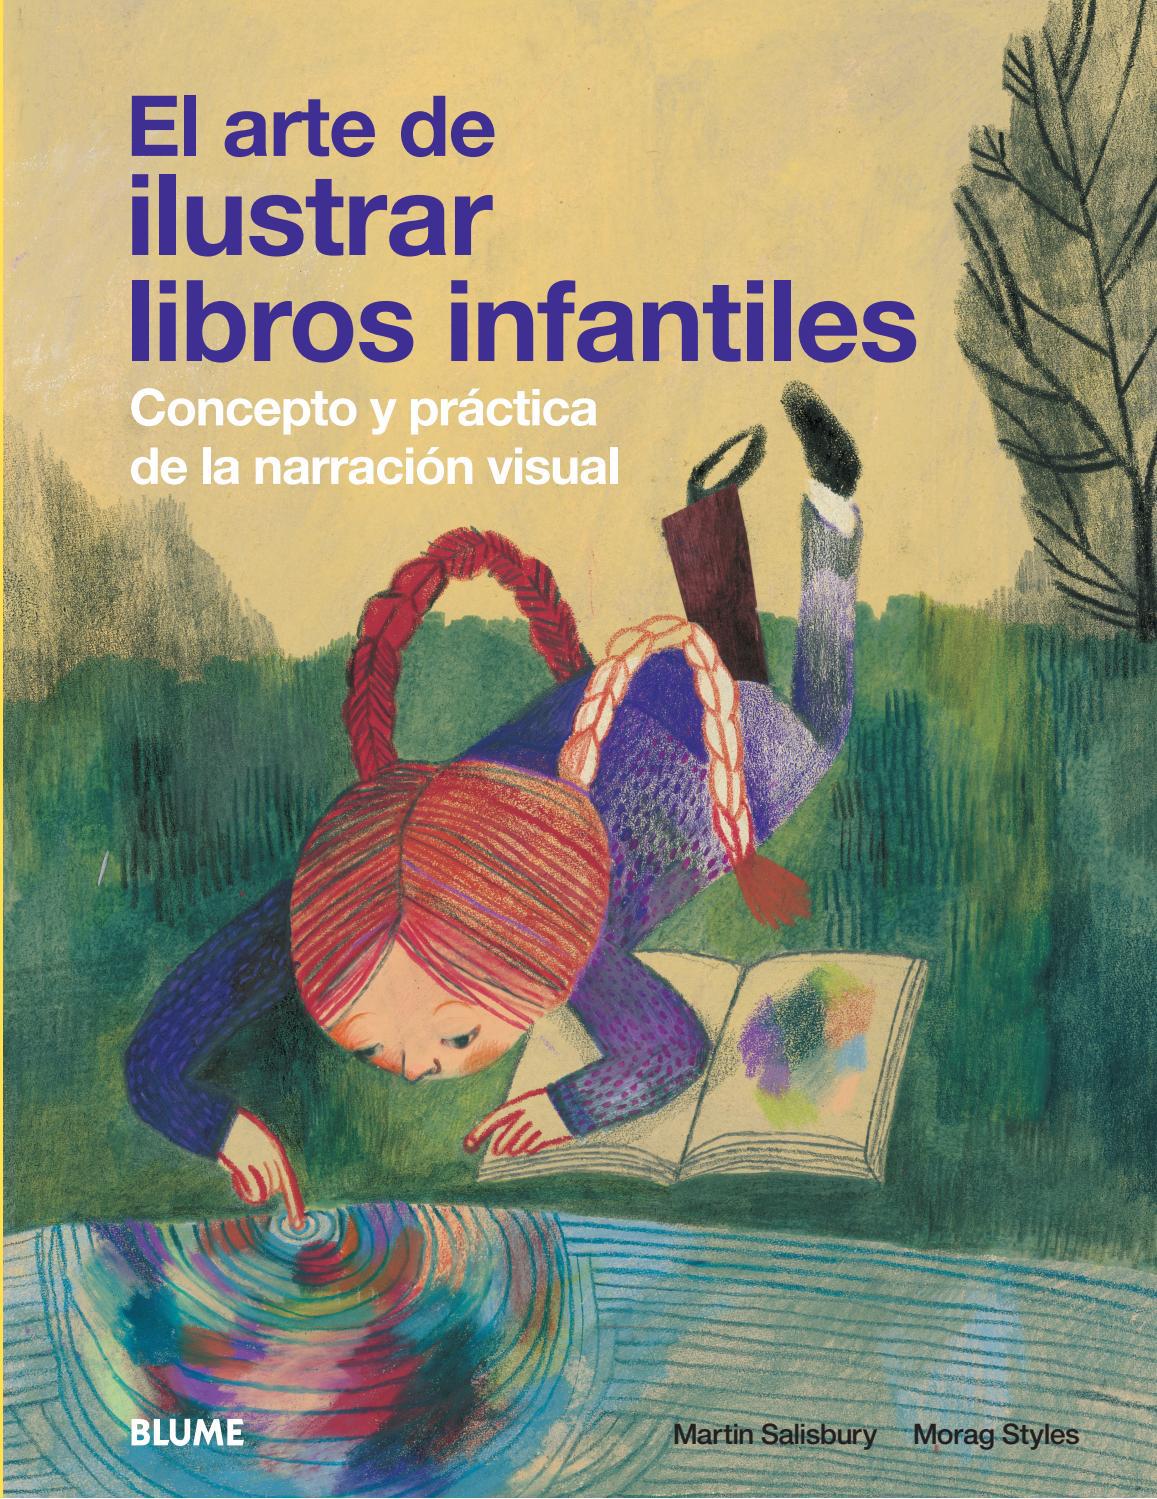 El arte de
ilustrar
libros infantiles
Concepto y práctica
de la narración visual
BLUME
Martin Salisbury Morag Styles